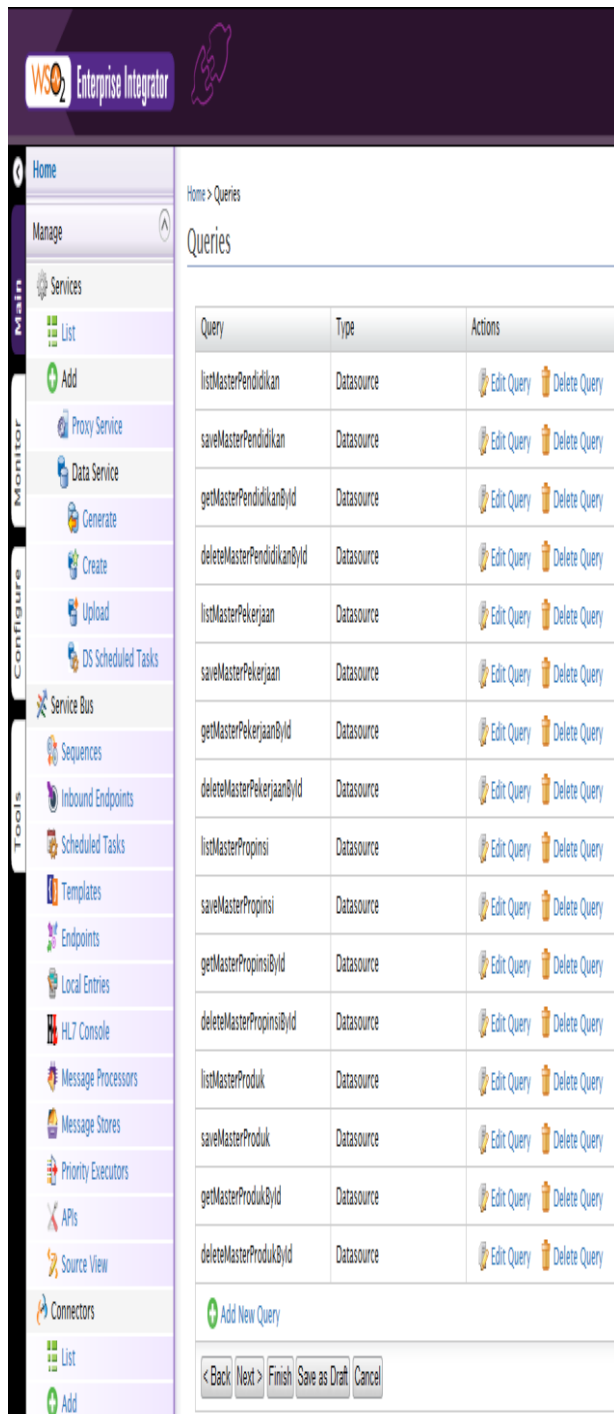 WSO2 Enterprise Integrator
Main
Monitor
Configure
Tools
Home
Manage
Services
List
Add
Proxy Service
Data Service
Generate
Create
Upload
DS Scheduled Tasks
Service Bus
Sequences
Inbound Endpoints
Scheduled Tasks
Templates
Endpoints
Local Entries
HL7 Console
Message Processors
Message Stores
Priority Executors
APIs
Source View
Connectors
List
Add
Home > Queries
Queries
Query Type Actions
listMasterPendidikan Datasource Edit Query Delete Query
saveMasterPendidikan Datasource Edit Query Delete Query
getMasterPendidikanById Datasource Edit Query Delete Query
deleteMasterPendidikanById Datasource Edit Query Delete Query
listMasterPekerjaan Datasource Edit Query Delete Query
saveMasterPekerjaan Datasource Edit Query Delete Query
getMasterPekerjaanById Datasource Edit Query Delete Query
deleteMasterPekerjaanById Datasource Edit Query Delete Query
listMasterPropinsi Datasource Edit Query Delete Query
saveMasterPropinsi Datasource Edit Query Delete Query
getMasterPropinsiById Datasource Edit Query Delete Query
deleteMasterPropinsiById Datasource Edit Query Delete Query
listMasterProduk Datasource Edit Query Delete Query
saveMasterProduk Datasource Edit Query Delete Query
getMasterProdukById Datasource Edit Query Delete Query
deleteMasterProdukById Datasource Edit Query Delete Query
Add New Query
< Back Next > Finish Save as Draft Cancel